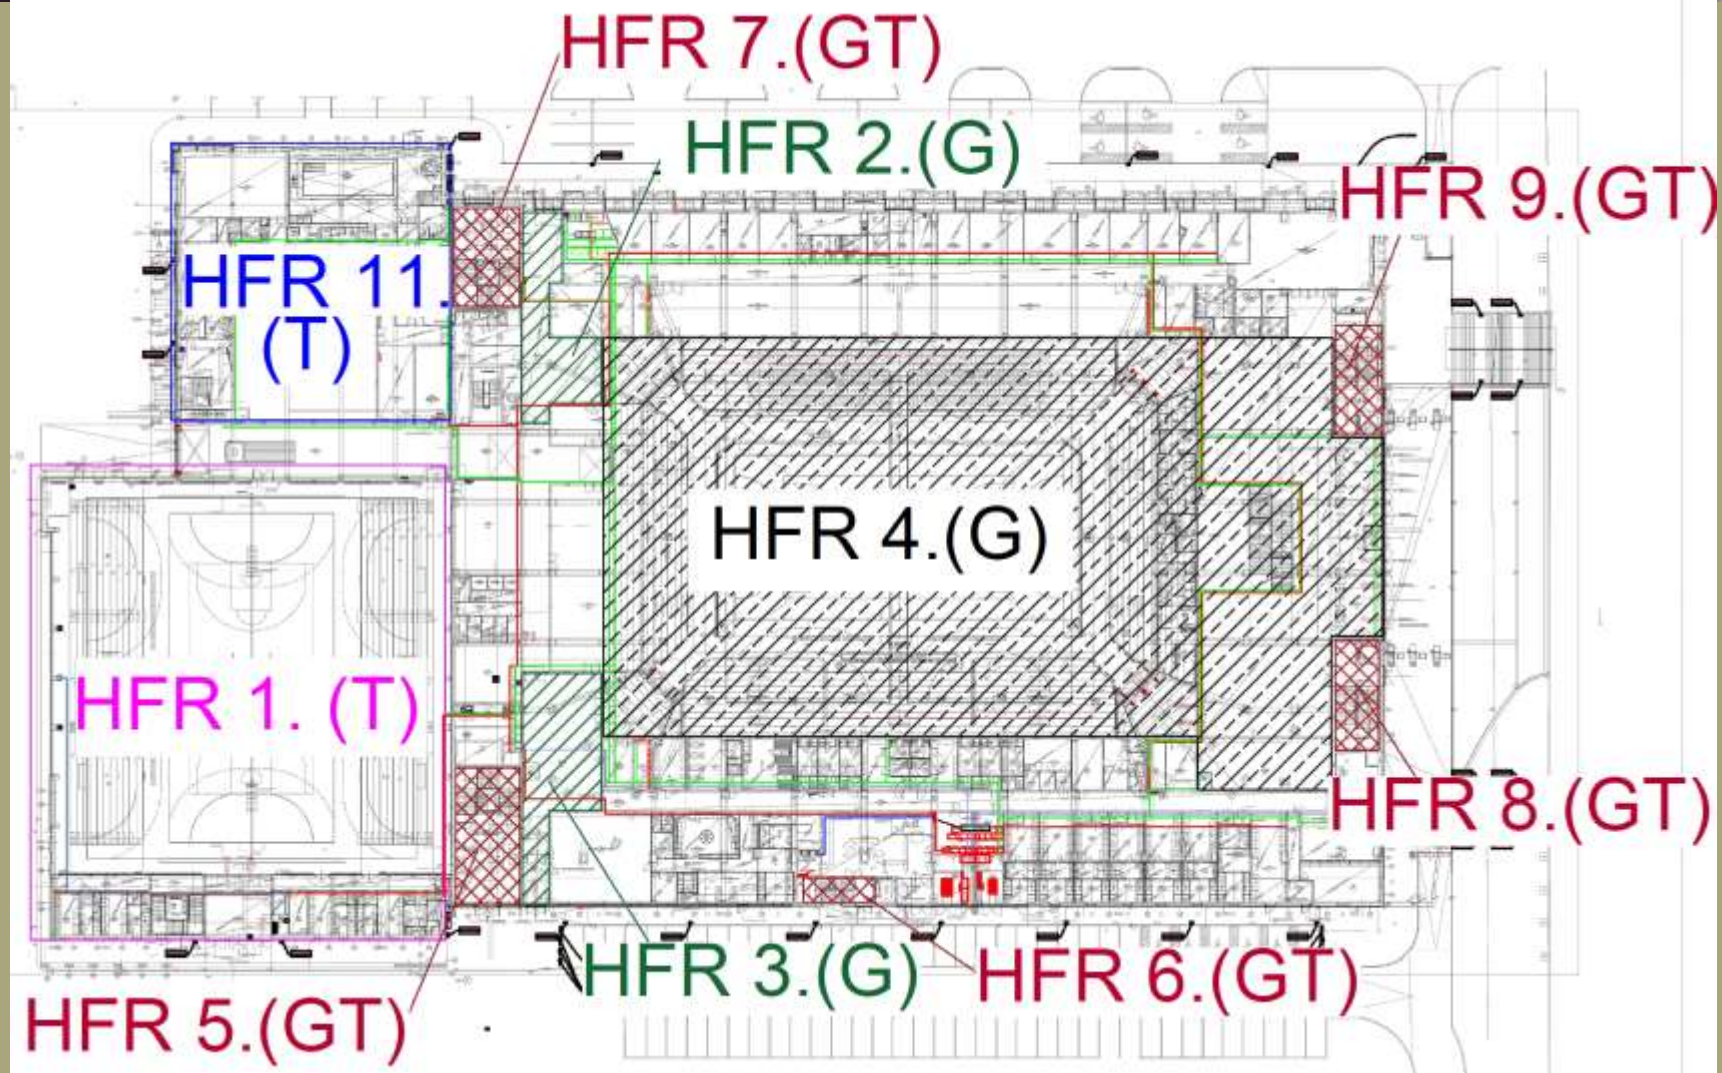 HFR 7.(GT)
HFR 2.(G)
HFR 9.(GT)
HFR 11.
(T)
HFR 4.(G)
HFR 1. (T)
HFR 8.(GT)
HFR 3.(G)
HFR 6.(GT)
HFR 5.(GT)